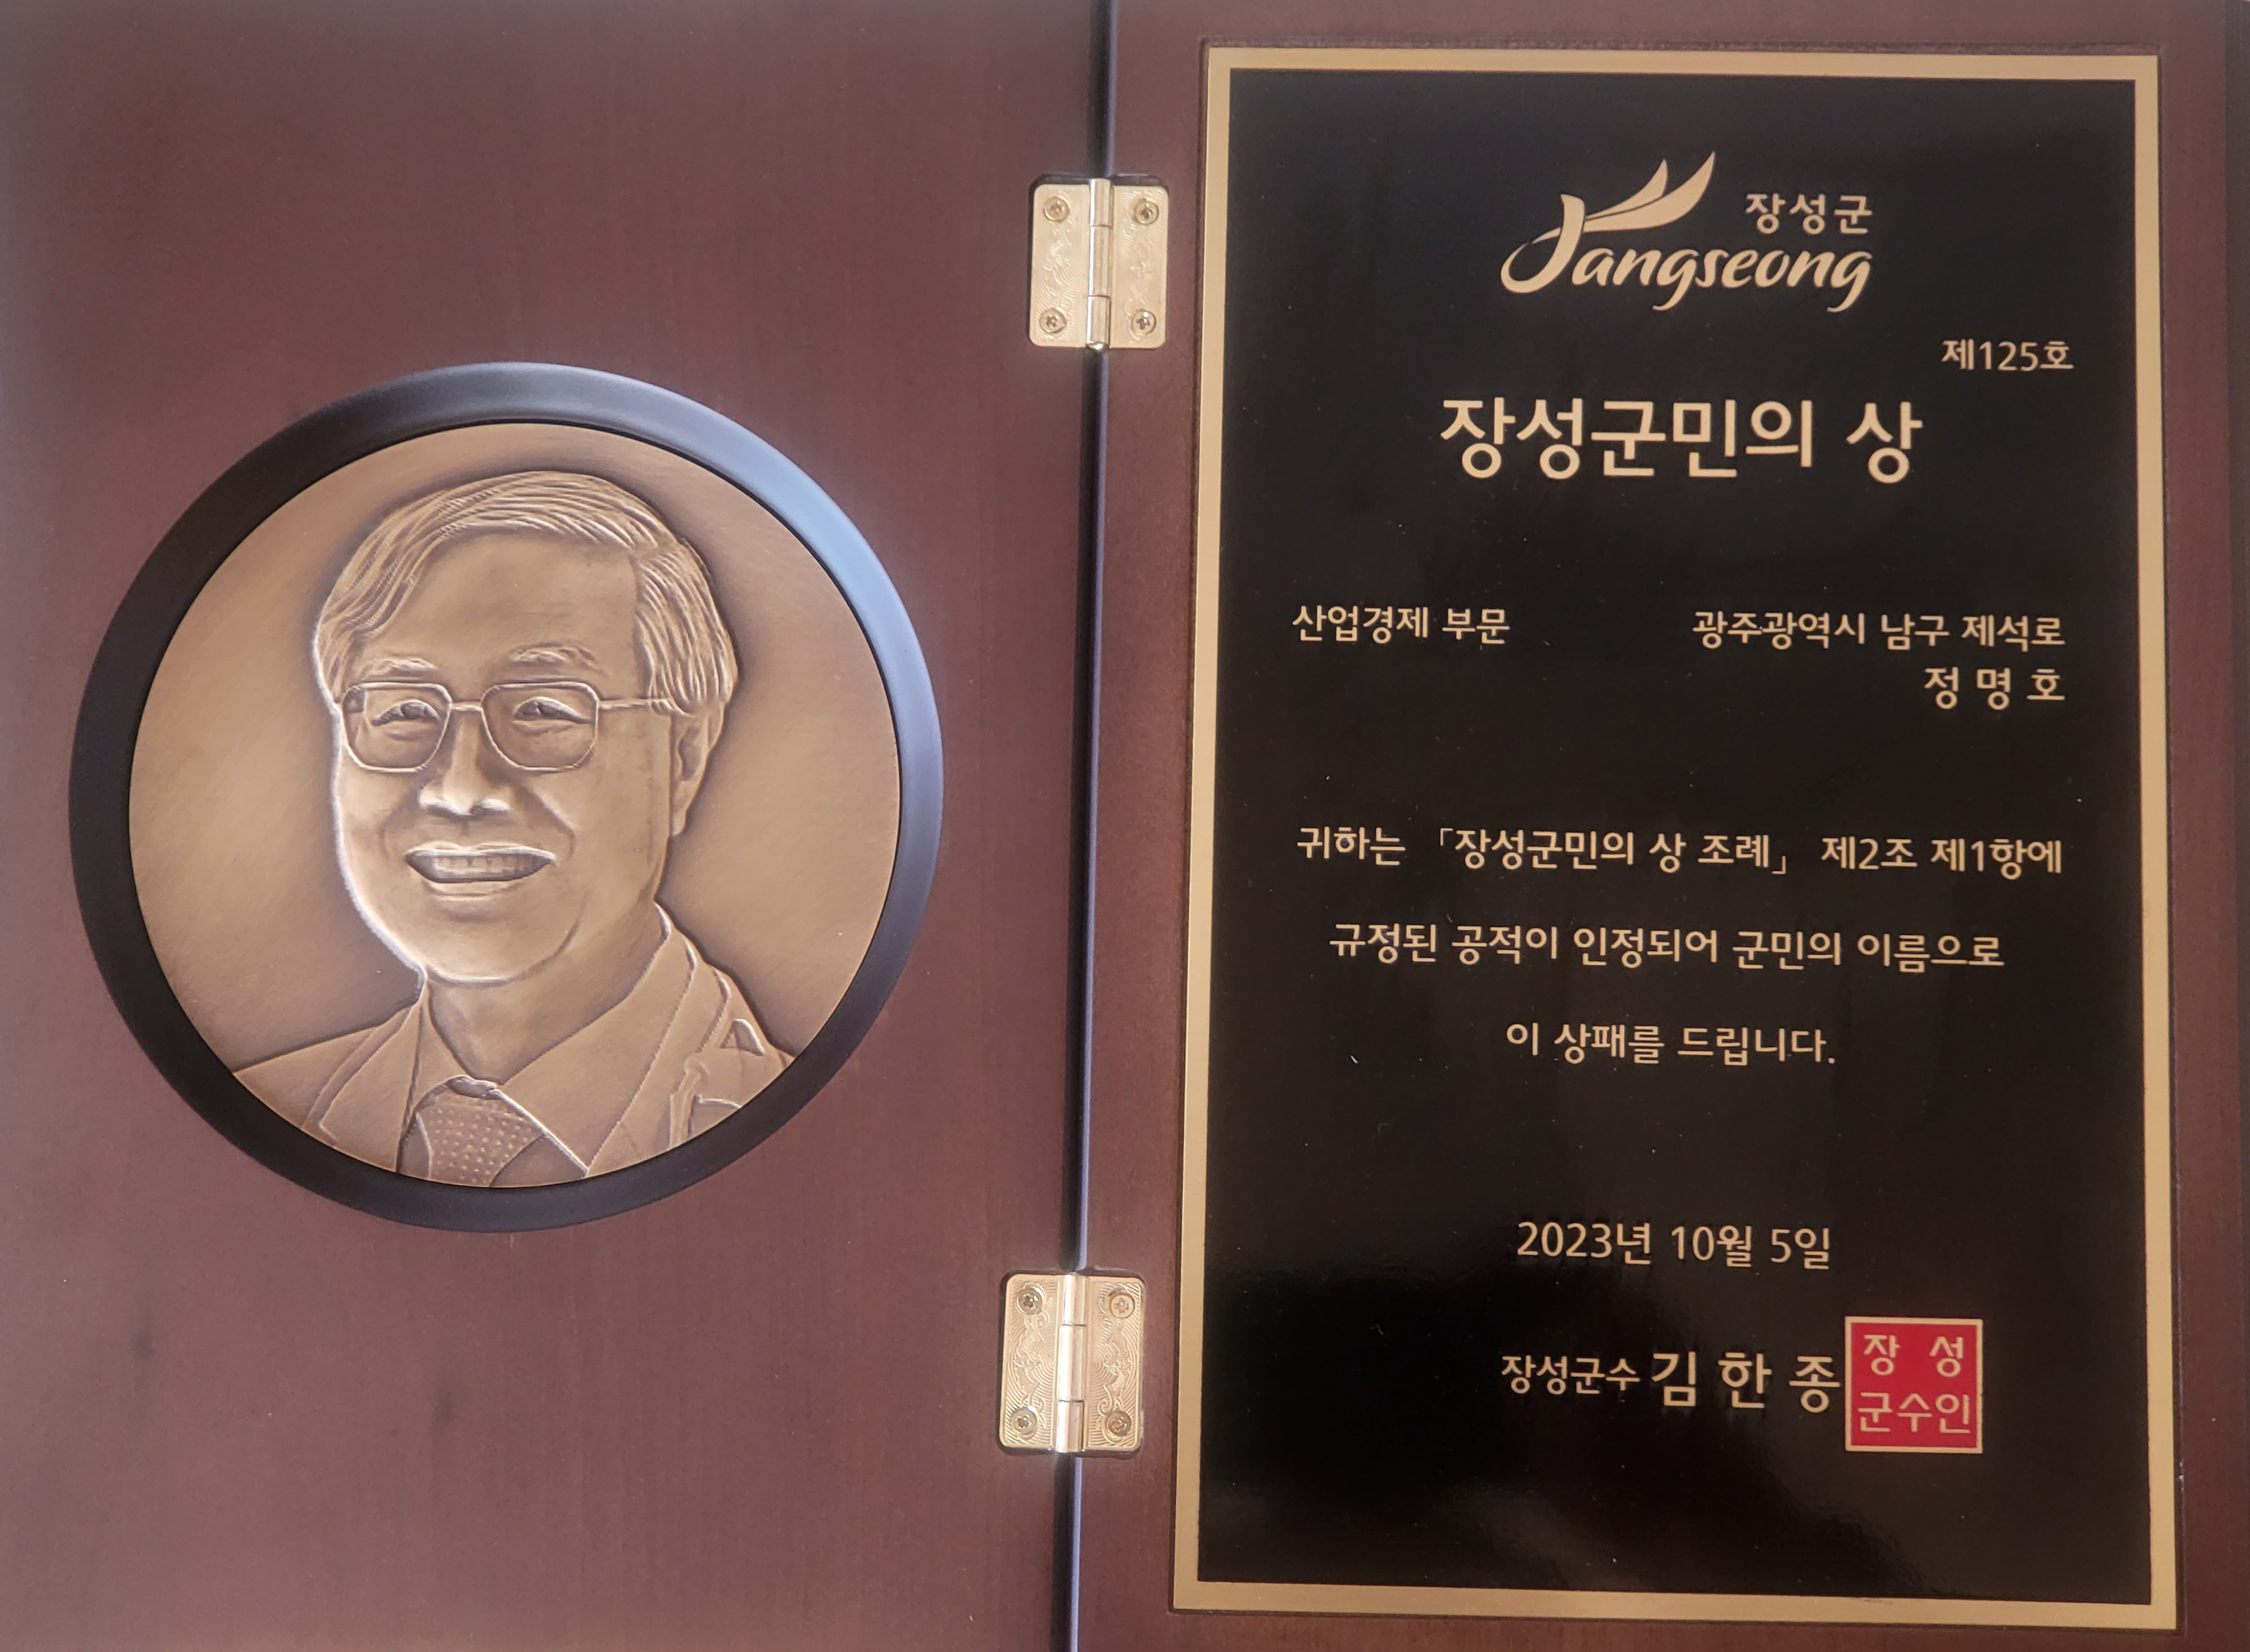 장성군
Jangseong
제125호
장성군민의 상
산업경제 부문
광주광역시 남구 제석로
정 명 호
귀하는 「장성군민의 상 조례」 제2조 제1항에
규정된 공적이 인정되어 군민의 이름으로
이 상패를 드립니다.
2023년 10월 5일
장성군수 김 한 종
장 성
군수인